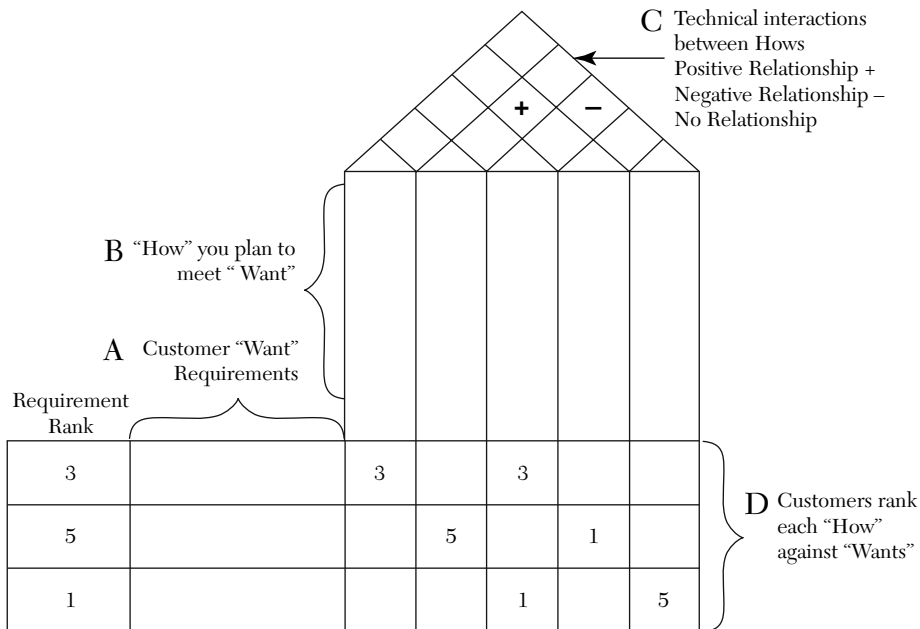 C Technical interactions
between Hows
Positive Relationship +
Negative Relationship –
No Relationship
+ –
B “How” you plan to
meet “ Want”
A Customer “Want”
Requirements
Requirement
Rank
3 3 3
5 5 1
1 1 5
D Customers rank
each “How”
against “Wants”